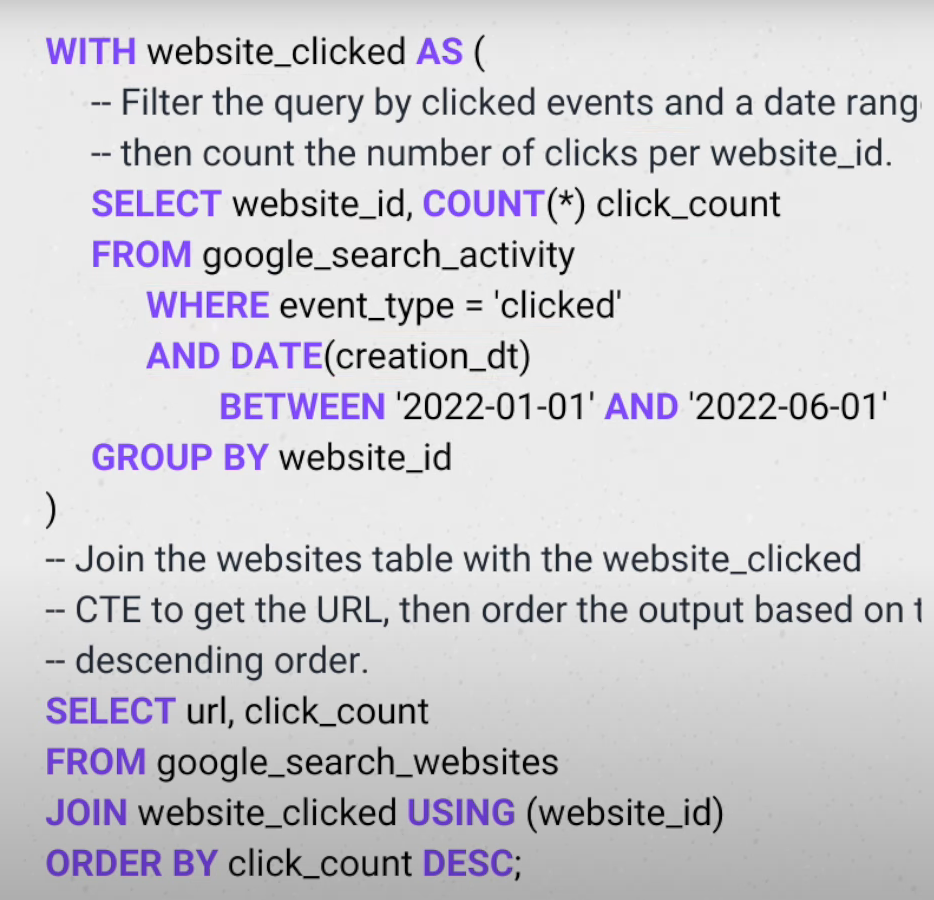 WITH website_clicked AS (
-- Filter the query by clicked events and a date
-- then count the number of clicks per website_id.
SELECT website_id, COUNT(*) click_count
FROM google_search_activity
WHERE event_type = 'clicked'
AND DATE(creation_dt)
BETWEEN '2022-01-01' AND '2022-06-01'
GROUP BY website_id
)
-- Join the websites table with the website_clicked
-- CTE to get the URL, then order the output based on
-- descending order.
SELECT url, click_count
FROM google_search_websites
JOIN website_clicked USING (website_id)
ORDER BY click_count DESC;